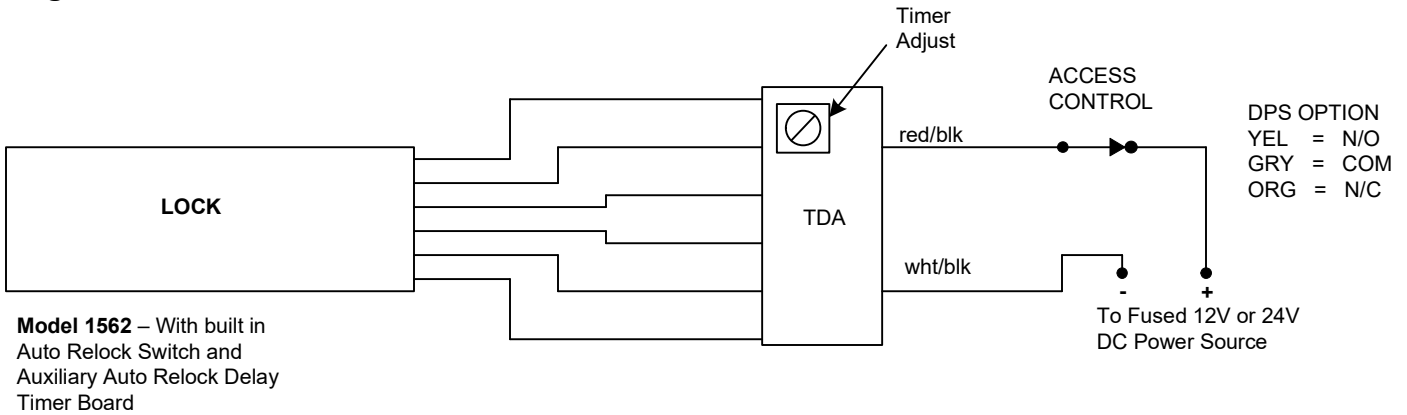 Timer
Adjust
ACCESS
CONTROL
DPS OPTION
YEL = N/O
GRY = COM
ORG = N/C
red/blk
LOCK
TDA
wht/blk
- +
To Fused 12V or 24V
DC Power Source
Model 1562 – With built in
Auto Relock Switch and
Auxiliary Auto Relock Delay
Timer Board